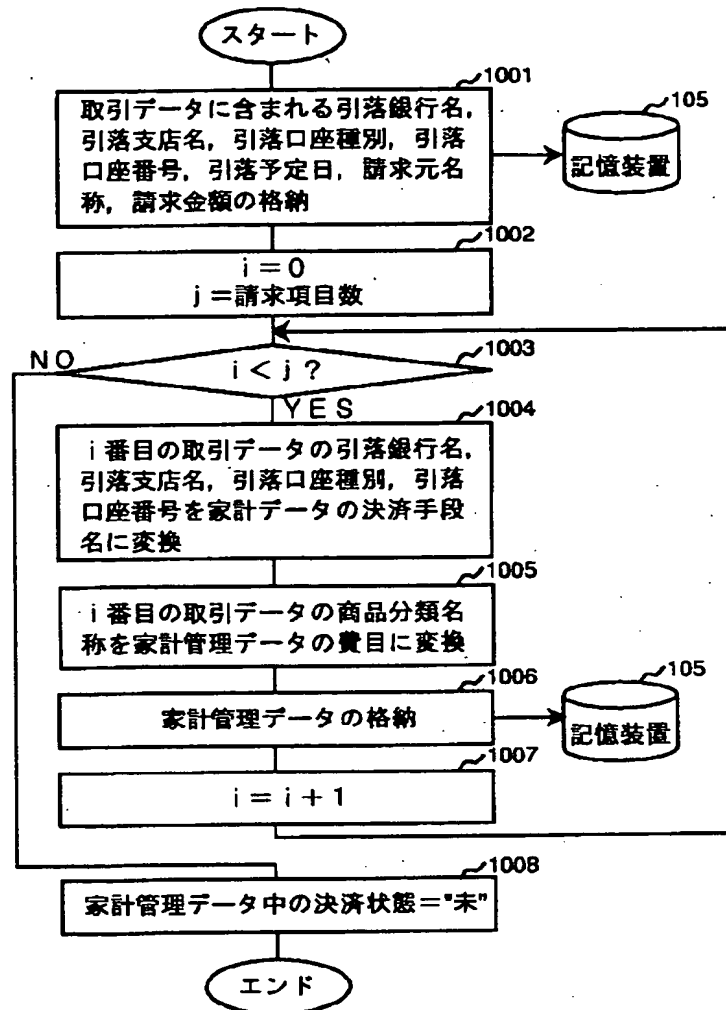 スタート
1001
取引データに含まれる引落銀行名,
引落支店名, 引落口座種別, 引落
口座番号, 引落予定日, 請求元名
称, 請求金額の格納
105
記憶装置
1002
i=0
j=請求項目数
1003
NO
i<j?
YES
1004
i番目の取引データの引落銀行名,
引落支店名, 引落口座種別, 引落
口座番号を家計データの決済手段
名に変換
1005
i番目の取引データの商品分類名
称を家計管理データの費目に変換
1006
家計管理データの格納
105
記憶装置
1007
i=i+1
1008
家計管理データ中の決済状態="未"
エンド